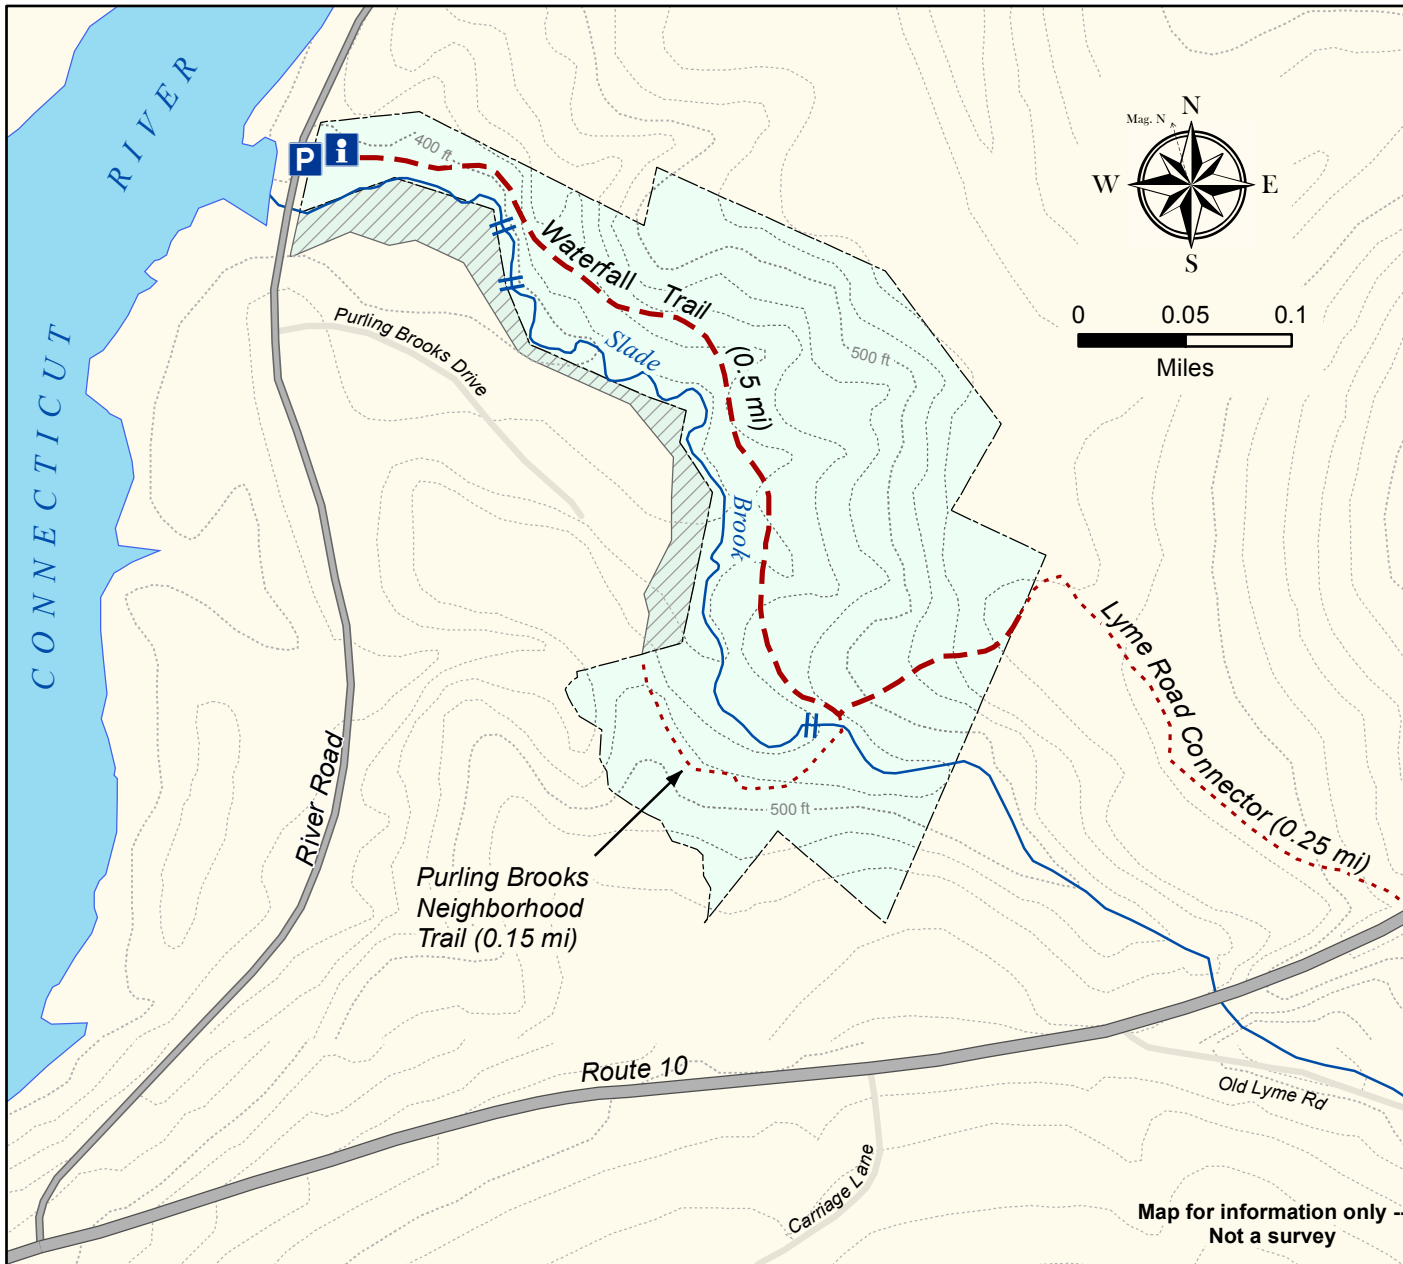 CONNECTICUT RIVER
P
i
400 ft
Mag. N
N
W
E
S
0 0.05 0.1
Miles
Waterfall Trail (0.5 mi)
Slade Brook
Purling Brooks Drive
500 ft
Lyme Road Connector (0.25 mi)
River Road
500 ft
Purling Brooks
Neighborhood
Trail (0.15 mi)
Route 10
Old Lyme Rd
Carriage Lane
Map for information only --
Not a survey